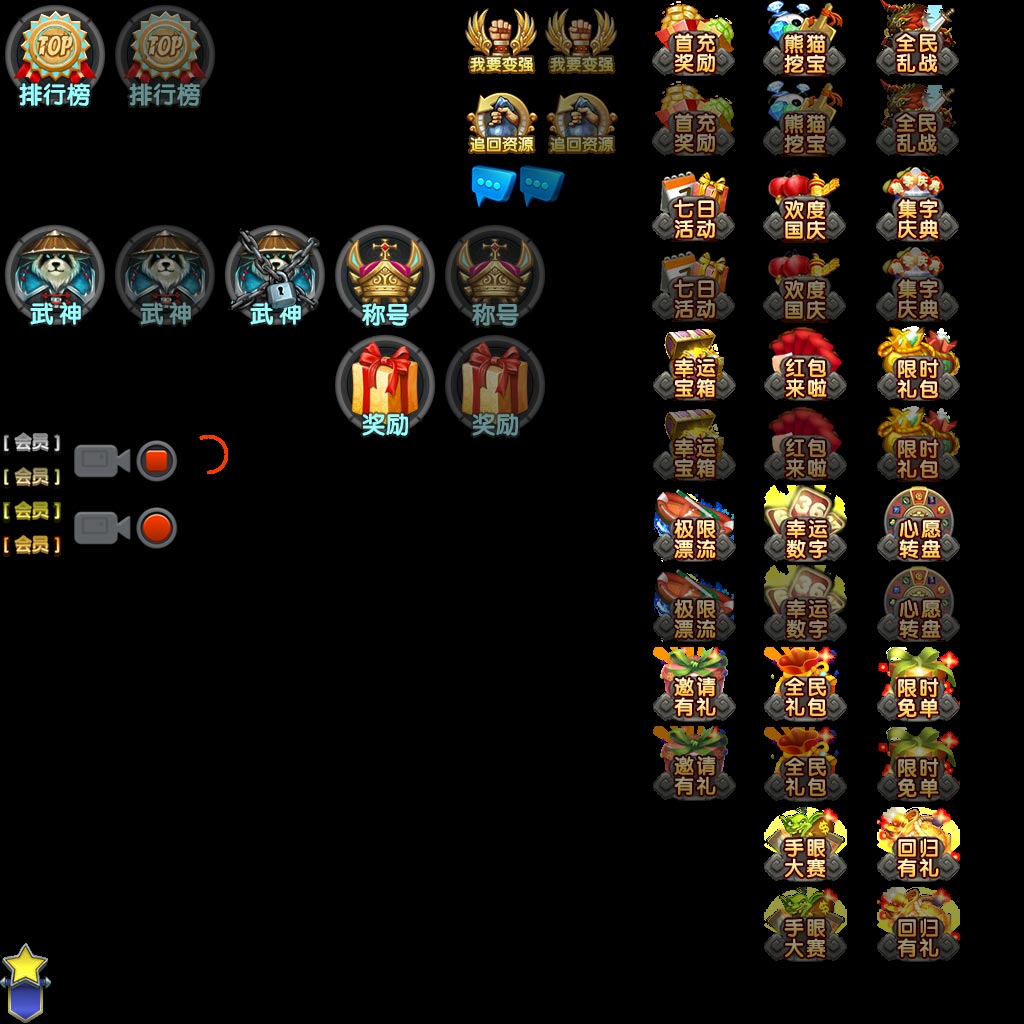 TOP
排行榜
TOP
排行榜
我要变强
我要变强
追回资源
追回资源
武神
武神
武神
称号
称号
奖励
奖励
[ 会员 ]
[ 会员 ]
[ 会员 ]
[ 会员 ]
首充
奖励
熊猫
挖宝
全民
乱战
首充
奖励
熊猫
挖宝
全民
乱战
七日
活动
欢度
国庆
集字
庆典
七日
活动
欢度
国庆
集字
庆典
幸运
宝箱
红包
来啦
限时
礼包
幸运
宝箱
红包
来啦
限时
礼包
极限
漂流
36
幸运
数字
心愿
转盘
极限
漂流
36
幸运
数字
心愿
转盘
邀请
有礼
全民
礼包
限时
免单
邀请
有礼
全民
礼包
限时
免单
手眼
大赛
回归
有礼
手眼
大赛
回归
有礼